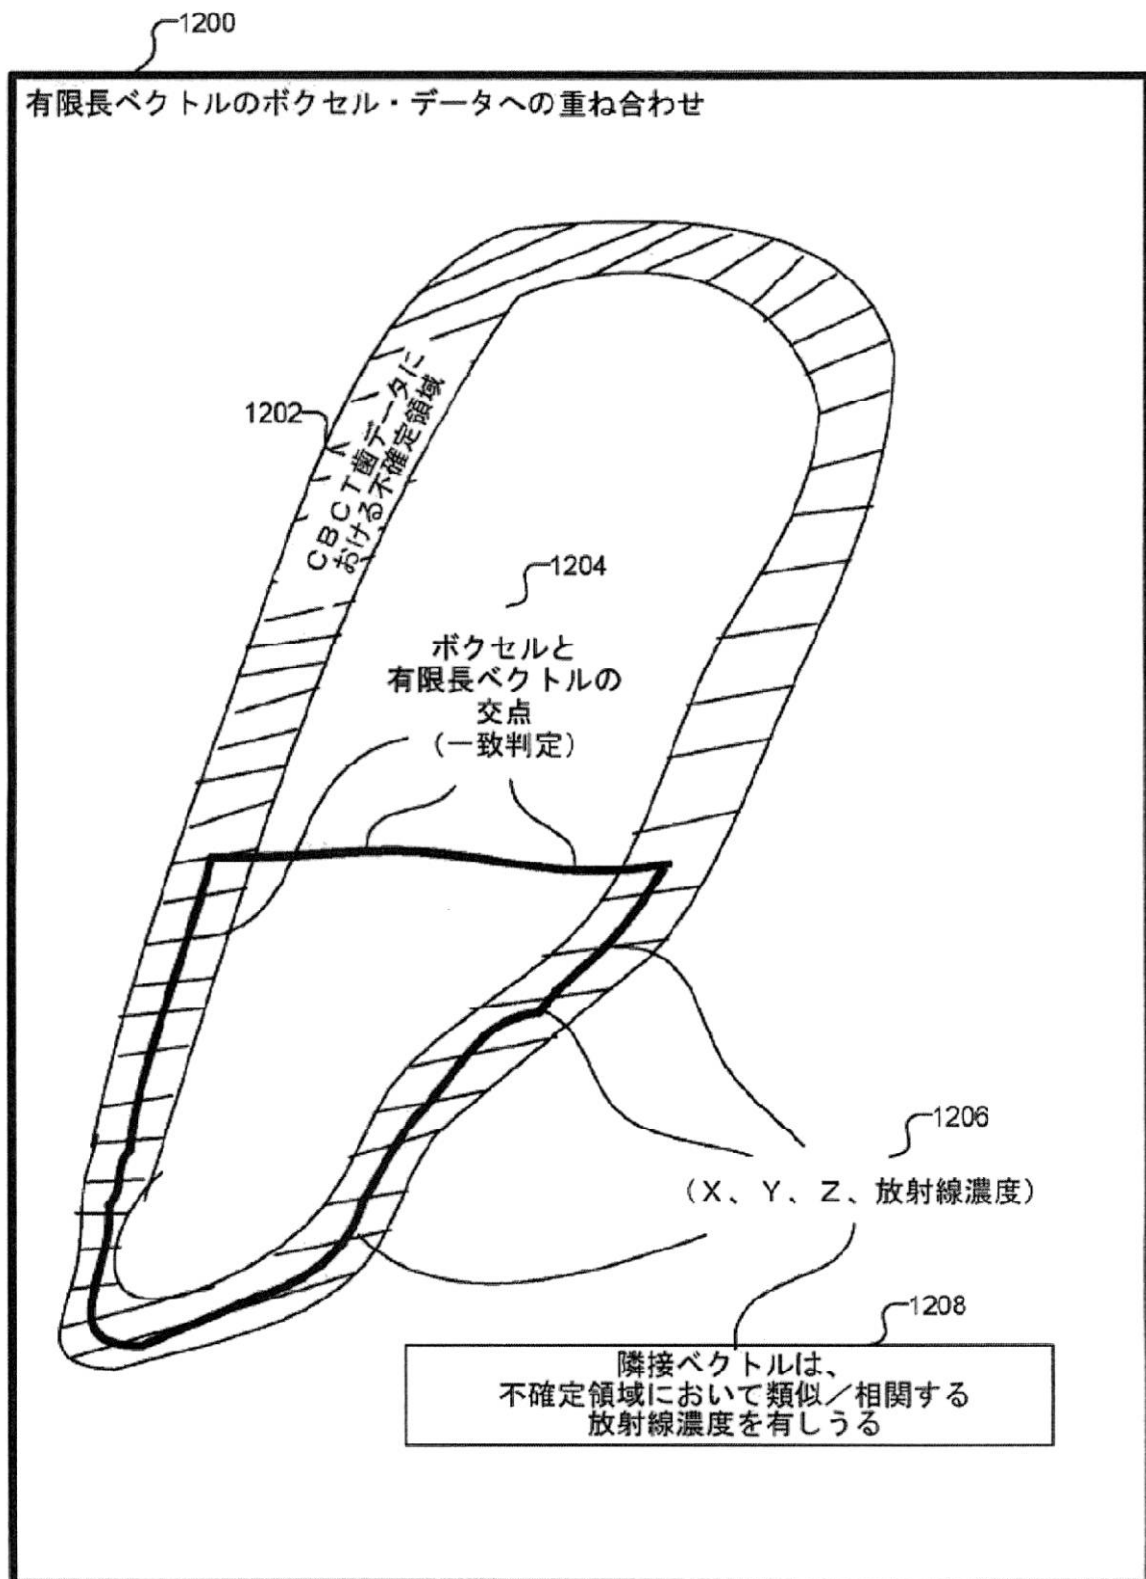 1200
有限長ベクトルのボクセル・データへの重ね合わせ
1202
CBCT歯データに
おける不確定領域
1204
ボクセルと
有限長ベクトルの
交点
(一致判定)
1206
(X、Y、Z、放射線濃度)
1208
隣接ベクトルは、
不確定領域において類似/相関する
放射線濃度を有しうる